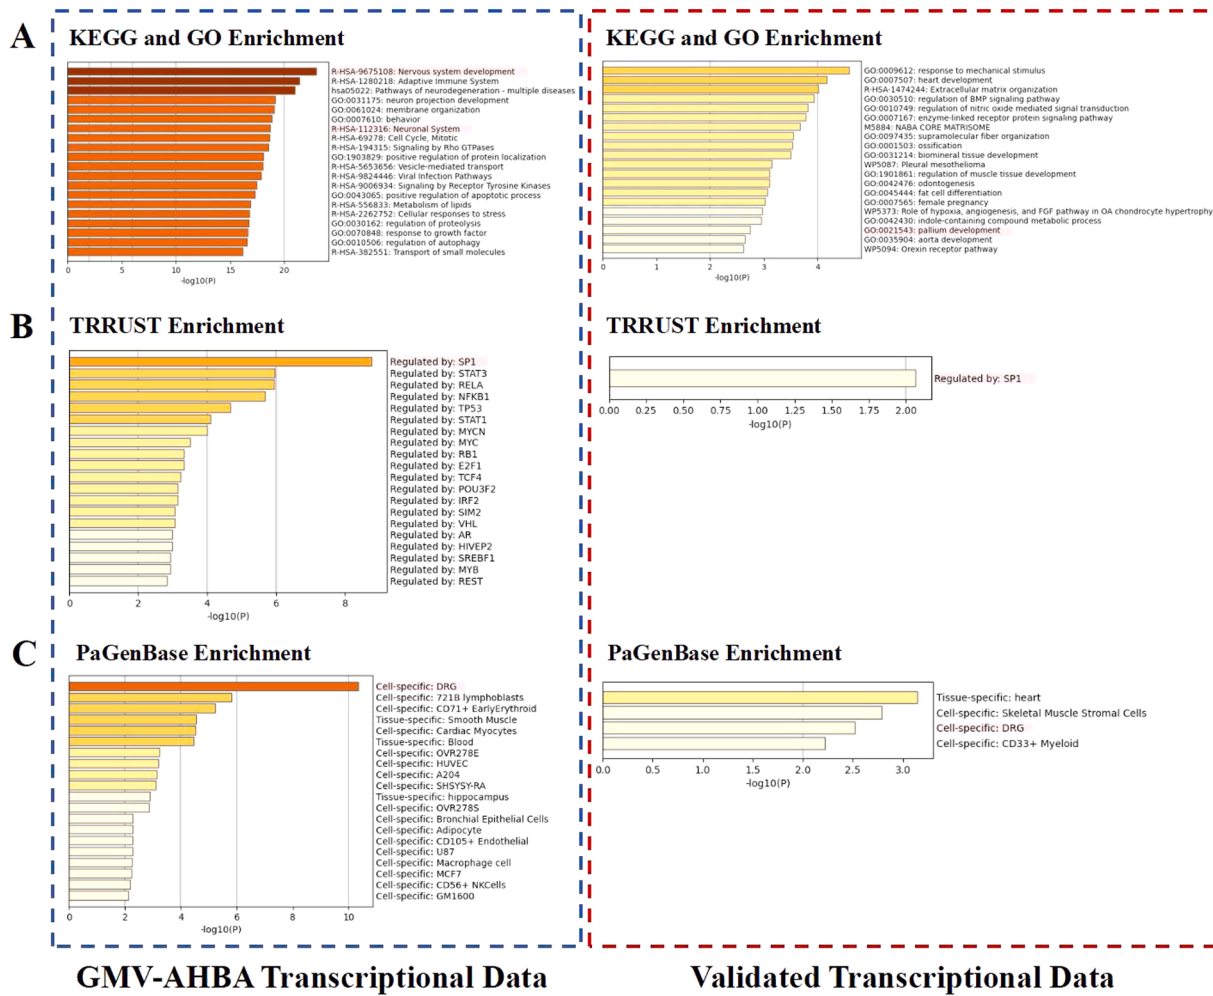 A
KEGG and GO Enrichment
R-HSA-9675108: Nervous system development
R-HSA-1280218: Adaptive Immune System
hsa05022: Pathways of neurodegeneration - multiple diseases
GO:0031175: neuron projection development
GO:0061024: membrane organization
GO:0007610: behavior
R-HSA-112316: Neuronal System
R-HSA-69278: Cell Cycle, Mitotic
R-HSA-194315: Signaling by Rho GTPases
GO:1903829: positive regulation of protein localization
R-HSA-5653656: Vesicle-mediated transport
R-HSA-9824446: Viral Infection Pathways
R-HSA-9006934: Signaling by Receptor Tyrosine Kinases
GO:0043065: positive regulation of apoptotic process
R-HSA-556833: Metabolism of lipids
R-HSA-2262752: Cellular responses to stress
GO:0030162: regulation of proteolysis
GO:0070848: response to growth factor
GO:0010506: regulation of autophagy
R-HSA-382551: Transport of small molecules
0 5 10 15 20
-log10(P)
KEGG and GO Enrichment
GO:0009612: response to mechanical stimulus
GO:0007507: heart development
R-HSA-1474244: Extracellular matrix organization
GO:0030510: regulation of BMP signaling pathway
GO:0010749: regulation of nitric oxide mediated signal transduction
GO:0007167: enzyme-linked receptor protein signaling pathway
M5884: NABA CORE MATRISOME
GO:0097435: supramolecular fiber organization
GO:0001503: ossification
GO:0031214: biomineral tissue development
WP5087: Pleural mesothelioma
GO:1901861: regulation of muscle tissue development
GO:0042476: odontogenesis
GO:0045444: fat cell differentiation
GO:0007565: female pregnancy
WP5373: Role of hypoxia, angiogenesis, and FGF pathway in OA chondrocyte hypertrophy
GO:0042430: indole-containing compound metabolic process
GO:0021543: pallium development
GO:0035904: aorta development
WP5094: Orexin receptor pathway
0 1 2 3 4
-log10(P)
B
TRRUST Enrichment
Regulated by: SP1
Regulated by: STAT3
Regulated by: RELA
Regulated by: NFKB1
Regulated by: TP53
Regulated by: STAT1
Regulated by: MYCN
Regulated by: MYC
Regulated by: RB1
Regulated by: E2F1
Regulated by: TCF4
Regulated by: POU3F2
Regulated by: IRF2
Regulated by: SIM2
Regulated by: VHL
Regulated by: AR
Regulated by: HIVEP2
Regulated by: SREBF1
Regulated by: MYB
Regulated by: REST
0 2 4 6 8
-log10(P)
TRRUST Enrichment
Regulated by: SP1
0.00 0.25 0.50 0.75 1.00 1.25 1.50 1.75 2.00
-log10(P)
C
PaGenBase Enrichment
Cell-specific: DRG
Cell-specific: 721B lymphoblasts
Cell-specific: CD71+ EarlyErythroid
Tissue-specific: Smooth Muscle
Cell-specific: Cardiac Myocytes
Tissue-specific: Blood
Cell-specific: OVR278E
Cell-specific: HUVEC
Cell-specific: A204
Cell-specific: SHSYSY-RA
Tissue-specific: hippocampus
Cell-specific: OVR278S
Cell-specific: Bronchial Epithelial Cells
Cell-specific: Adipocyte
Cell-specific: CD105+ Endothelial
Cell-specific: U87
Cell-specific: Macrophage cell
Cell-specific: MCF7
Cell-specific: CD56+ NKCells
Cell-specific: GM1600
0 2 4 6 8 10
-log10(P)
PaGenBase Enrichment
Tissue-specific: heart
Cell-specific: Skeletal Muscle Stromal Cells
Cell-specific: DRG
Cell-specific: CD33+ Myeloid
0.0 0.5 1.0 1.5 2.0 2.5 3.0
-log10(P)
GMV-AHBA Transcriptional Data
Validated Transcriptional Data